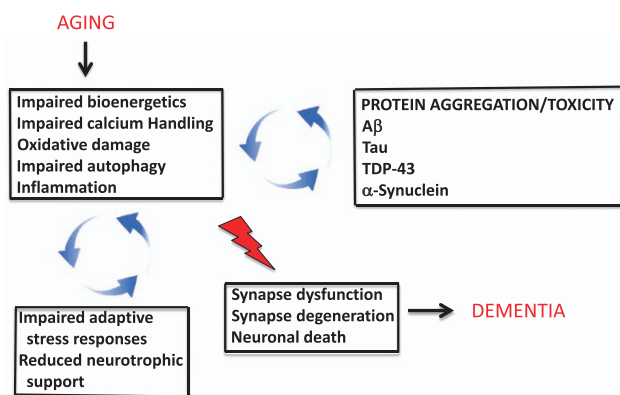 AGING
Impaired bioenergetics
Impaired calcium Handling
Oxidative damage
Impaired autophagy
Inflammation
PROTEIN AGGREGATION/TOXICITY
Aβ
Tau
TDP-43
α-Synuclein
Impaired adaptive
stress responses
Reduced neurotrophic
support
Synapse dysfunction
Synapse degeneration
Neuronal death
DEMENTIA